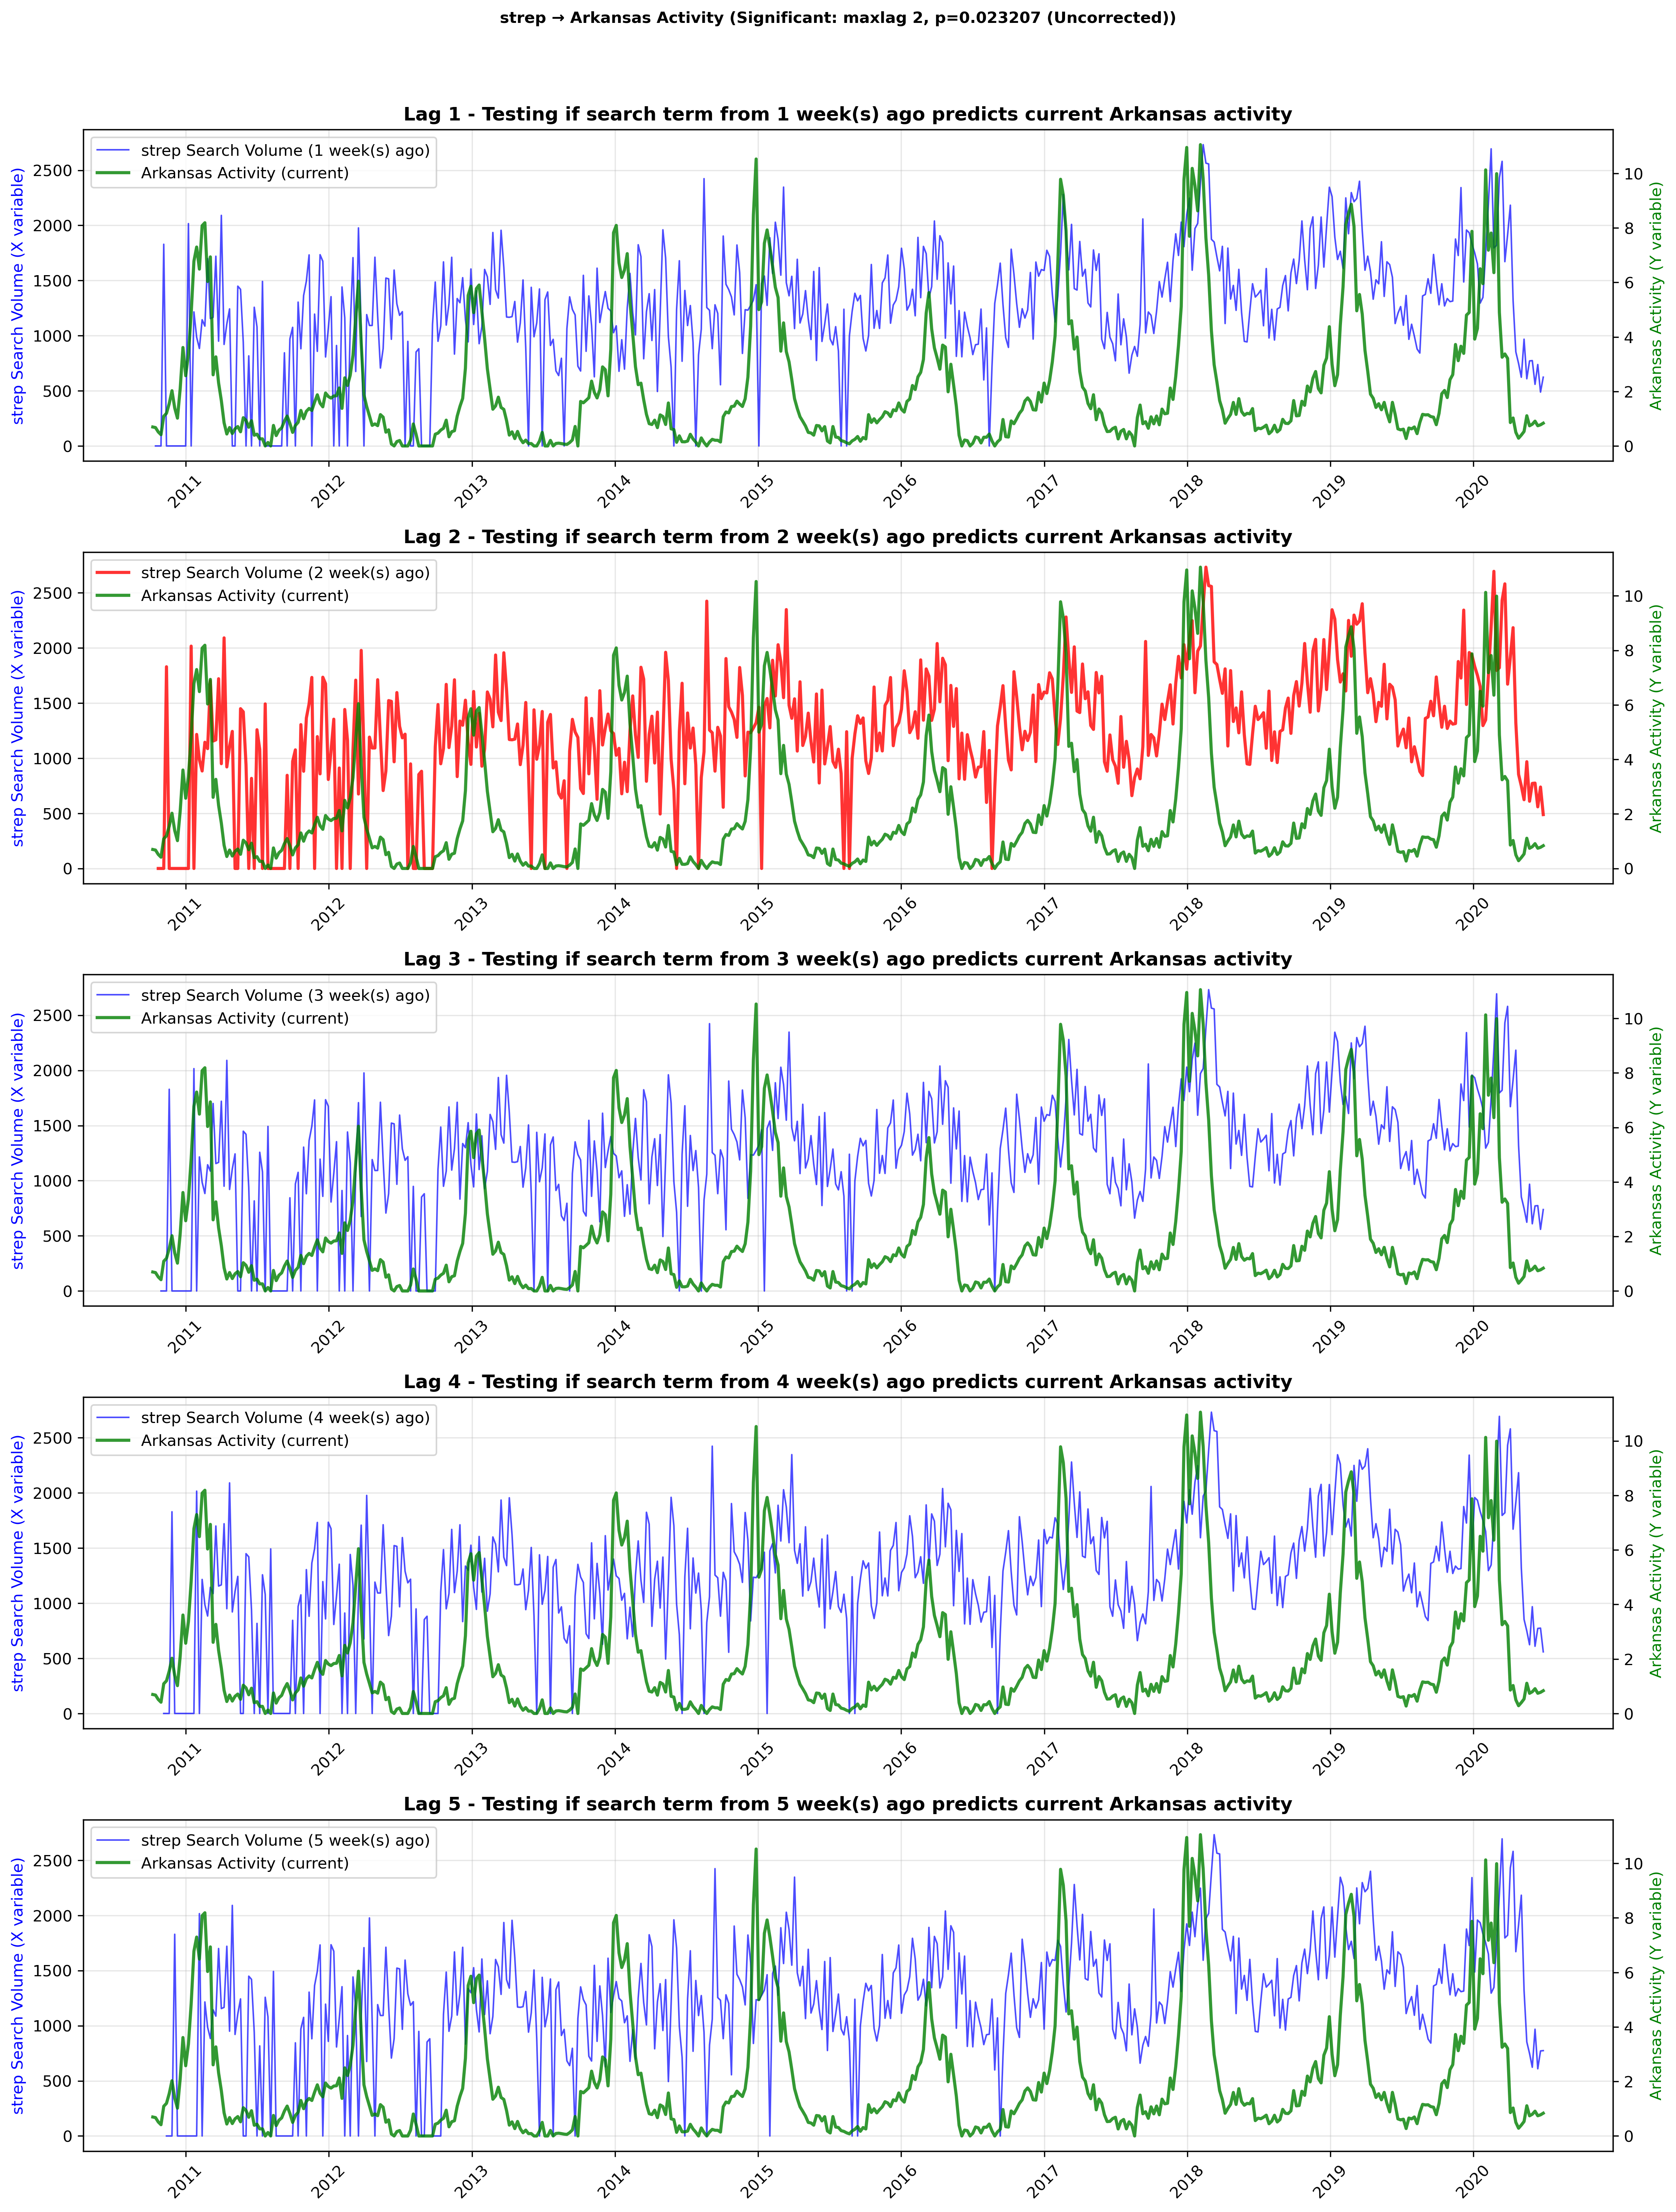 strep → Arkansas Activity (Significant: maxlag 2, p=0.023207 (Uncorrected))
Lag 1 - Testing if search term from 1 week(s) ago predicts current Arkansas activity
strep Search Volume (1 week(s) ago)
Arkansas Activity (current)
strep Search Volume (X variable)
2500
2000
1500
1000
500
0
10
8
6
4
2
0
Arkansas Activity (Y variable)
2011 2012 2013 2014 2015 2016 2017 2018 2019 2020
Lag 2 - Testing if search term from 2 week(s) ago predicts current Arkansas activity
strep Search Volume (2 week(s) ago)
Arkansas Activity (current)
strep Search Volume (X variable)
2500
2000
1500
1000
500
0
10
8
6
4
2
0
Arkansas Activity (Y variable)
2011 2012 2013 2014 2015 2016 2017 2018 2019 2020
Lag 3 - Testing if search term from 3 week(s) ago predicts current Arkansas activity
strep Search Volume (3 week(s) ago)
Arkansas Activity (current)
strep Search Volume (X variable)
2500
2000
1500
1000
500
0
10
8
6
4
2
0
Arkansas Activity (Y variable)
2011 2012 2013 2014 2015 2016 2017 2018 2019 2020
Lag 4 - Testing if search term from 4 week(s) ago predicts current Arkansas activity
strep Search Volume (4 week(s) ago)
Arkansas Activity (current)
strep Search Volume (X variable)
2500
2000
1500
1000
500
0
10
8
6
4
2
0
Arkansas Activity (Y variable)
2011 2012 2013 2014 2015 2016 2017 2018 2019 2020
Lag 5 - Testing if search term from 5 week(s) ago predicts current Arkansas activity
strep Search Volume (5 week(s) ago)
Arkansas Activity (current)
strep Search Volume (X variable)
2500
2000
1500
1000
500
0
10
8
6
4
2
0
Arkansas Activity (Y variable)
2011 2012 2013 2014 2015 2016 2017 2018 2019 2020